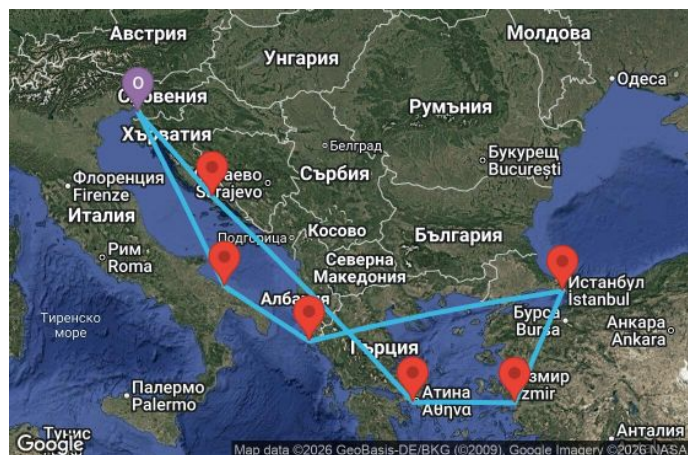 Австрия
Молдова
Унгария
Одеса
О
Словения
Румъния
Хърватия
Белград
Букурещ
București
Сараево
Sarajevo
Сърбия
Флоренция
Firenze
Италия
Косово
България
Подгорица
Рим
Roma
Северна
Македония
Албания
Истанбул
İstanbul
Бурса
Bursa
Анкара
Ankara
Тиренско
море
Гърция
Палермо
Palermo
Атина
Αθήνα
Измир
İzmir
Анталия
Тунис
Google
Map data ©2026 GeoBasis-DE/BKG (©2009), Google Imagery ©2026 NASA